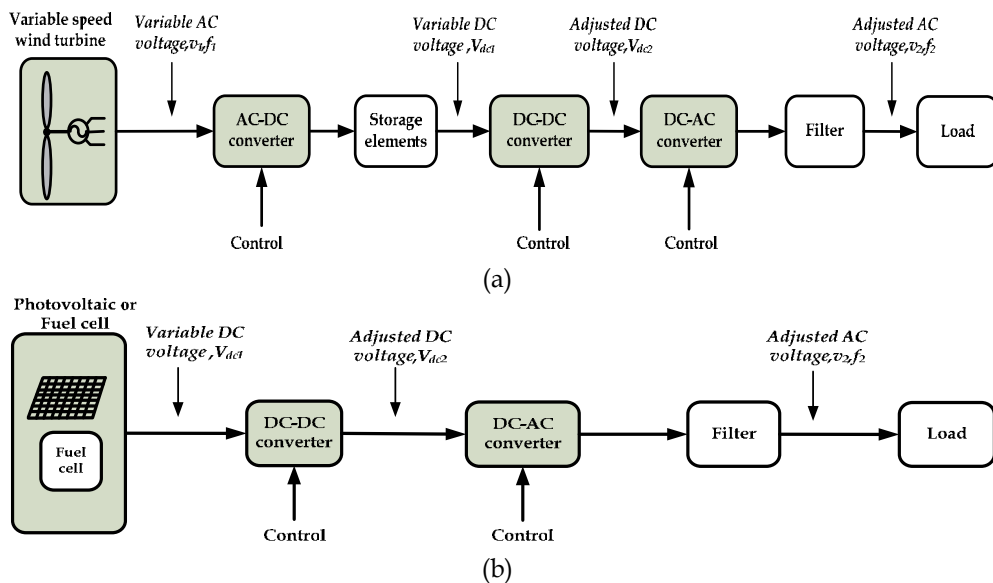 Variable speed
wind turbine
Variable AC
voltage,v1,f1
Variable DC
voltage ,Vdc1
Adjusted DC
voltage,Vdc2
Adjusted AC
voltage,v2,f2
AC-DC
converter
Storage
elements
DC-DC
converter
DC-AC
converter
Filter
Load
Control
Control
Control
(a)
Photovoltaic or
Fuel cell
Variable DC
voltage ,Vdc1
Adjusted DC
voltage,Vdc2
Adjusted AC
voltage,v2,f2
Fuel
cell
DC-DC
converter
DC-AC
converter
Filter
Load
Control
Control
(b)